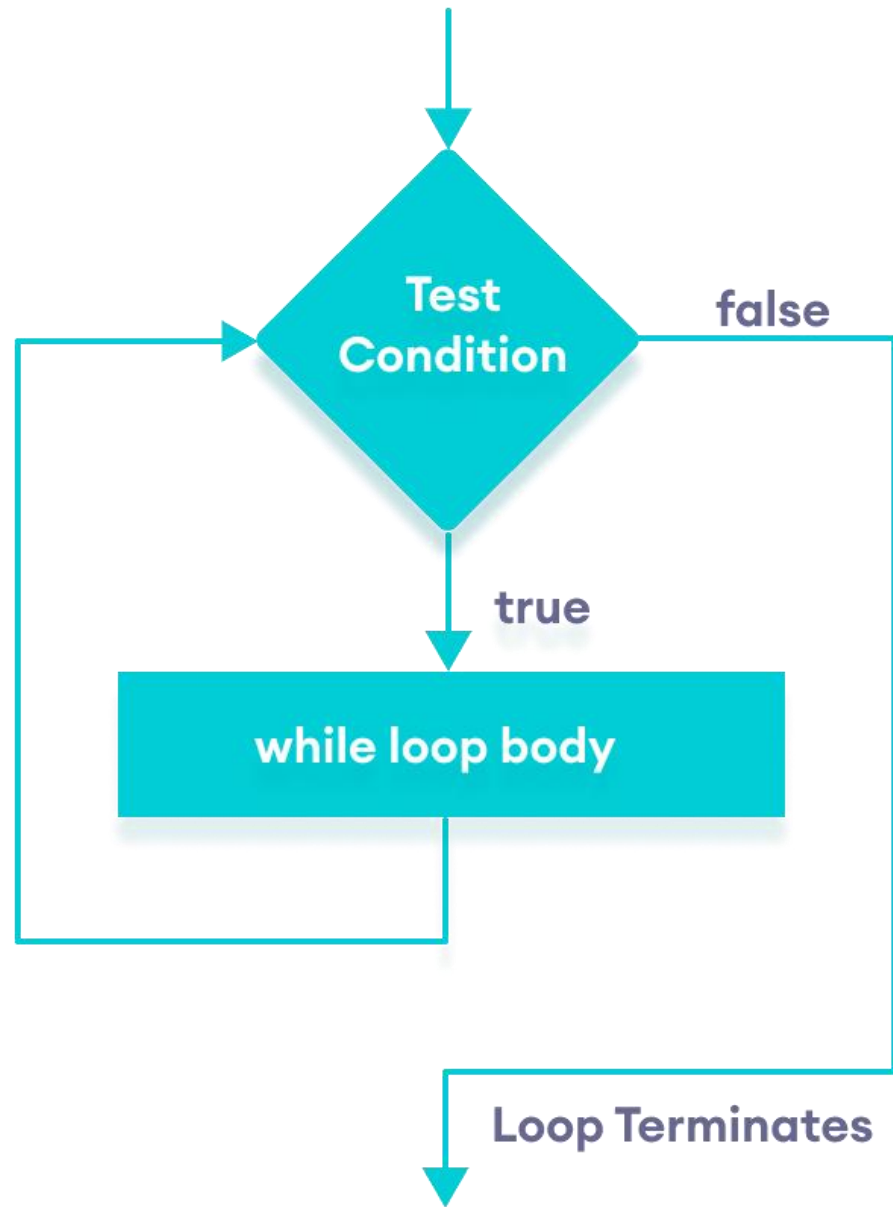 Test
Condition
false
true
while loop body
Loop Terminates